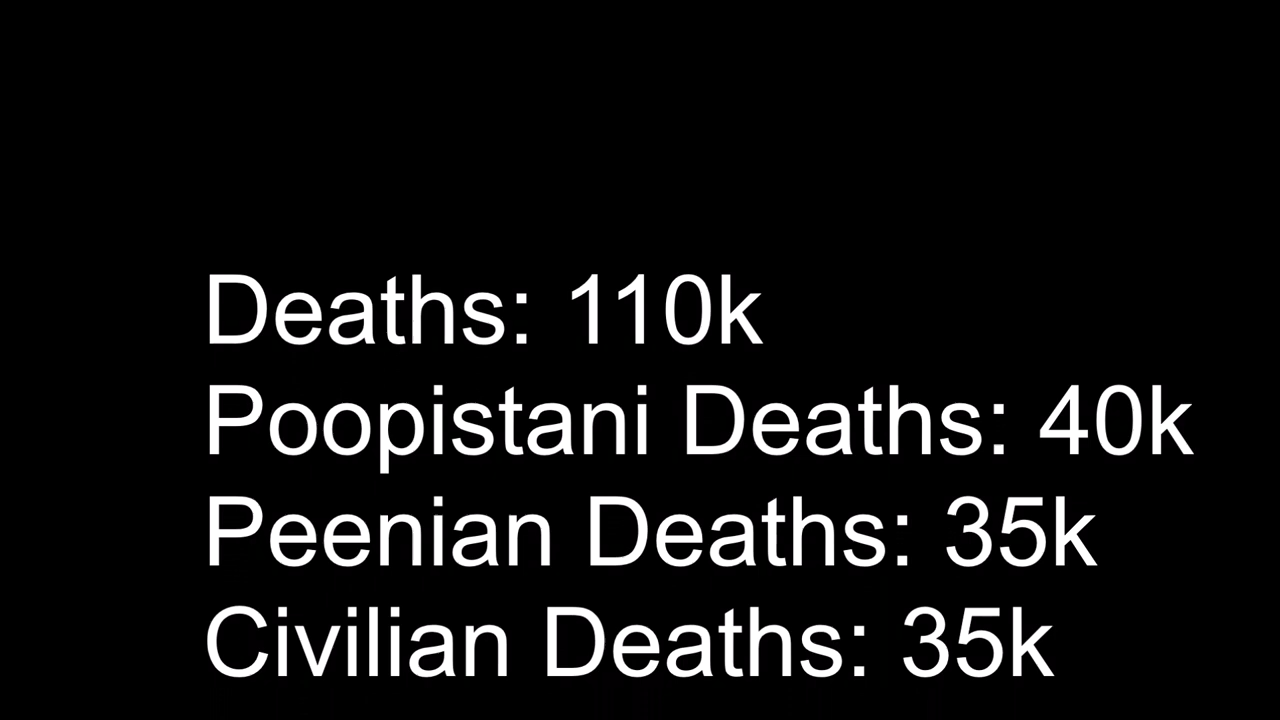 Deaths: 110k
Poopistani Deaths: 40k
Peenian Deaths: 35k
Civilian Deaths: 35k